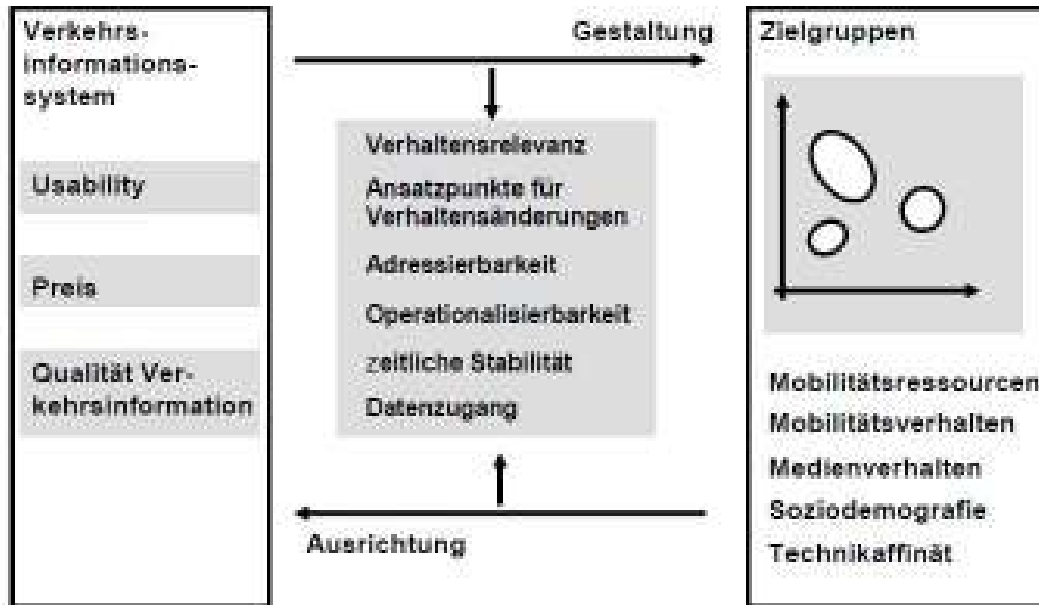 Verkehrs-
informations-
system
Usability
Preis
Qualität Ver-
kehrsinformation
Gestaltung
Verhaltensrelevanz
Ansatzpunkte für
Verhaltensänderungen
Adressierbarkeit
Operationalisierbarkeit
zeitliche Stabilität
Datenzugang
Ausrichtung
Zielgruppen
Mobilitätsressourcen
Mobilitätsverhalten
Medienverhalten
Soziodemografie
Technikaffinät